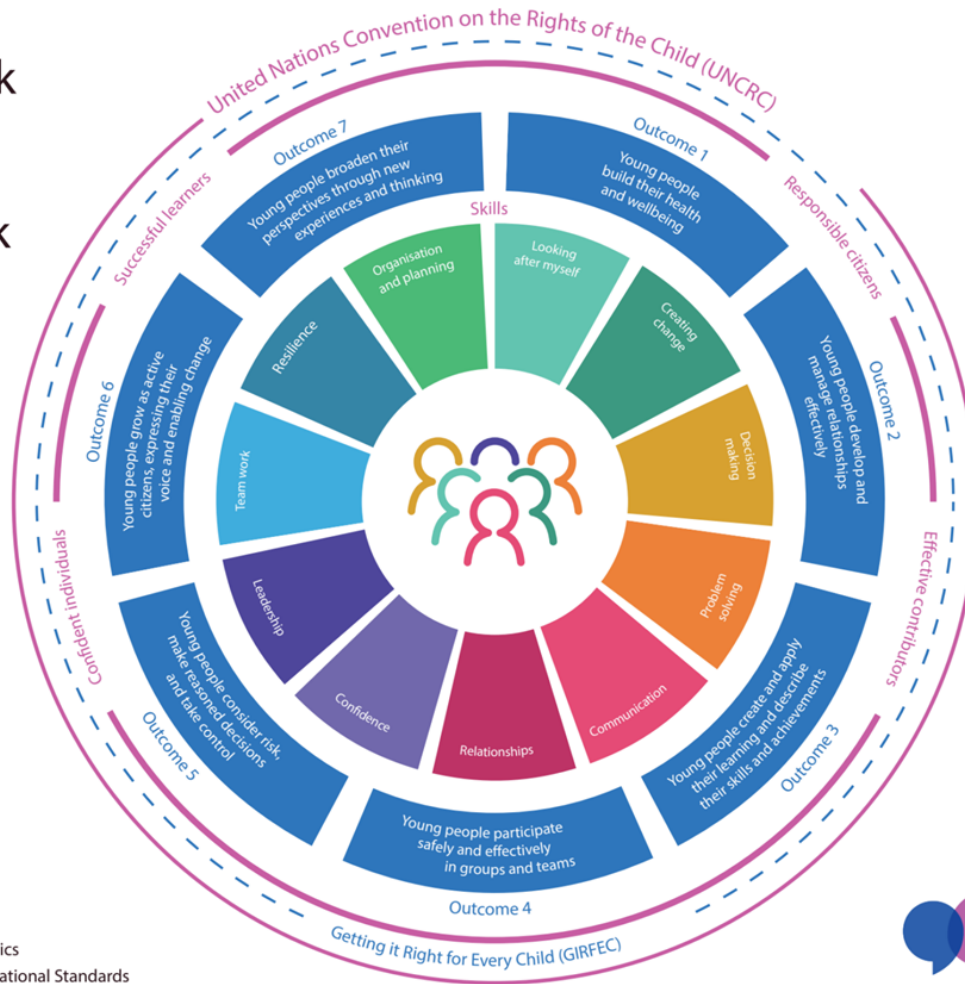 k
k
United Nations Convention on the Rights of the Child (UNCRC)
Successful learners
Responsible citizens
Effective contributors
Confident individuals
Getting it Right for Every Child (GIRFEC)
Outcome 1
Young people
build their health
and wellbeing
Outcome 2
Young people develop and
manage relationships
effectively
Outcome 3
Young people create and apply
their learning and describe
their skills and achievements
Outcome 4
Young people participate
safely and effectively
in groups and teams
Outcome 5
Young people consider risk,
make reasoned decisions
and take control
Outcome 6
Young people grow as active
citizens, expressing their
voice and enabling change
Outcome 7
Young people broaden their
perspectives through new
experiences and thinking
Skills
Looking
after myself
Creating
change
Decision
making
Problem
solving
Communication
Relationships
Confidence
Leadership
Team work
Resilience
Organisation
and planning
ics
ational Standards